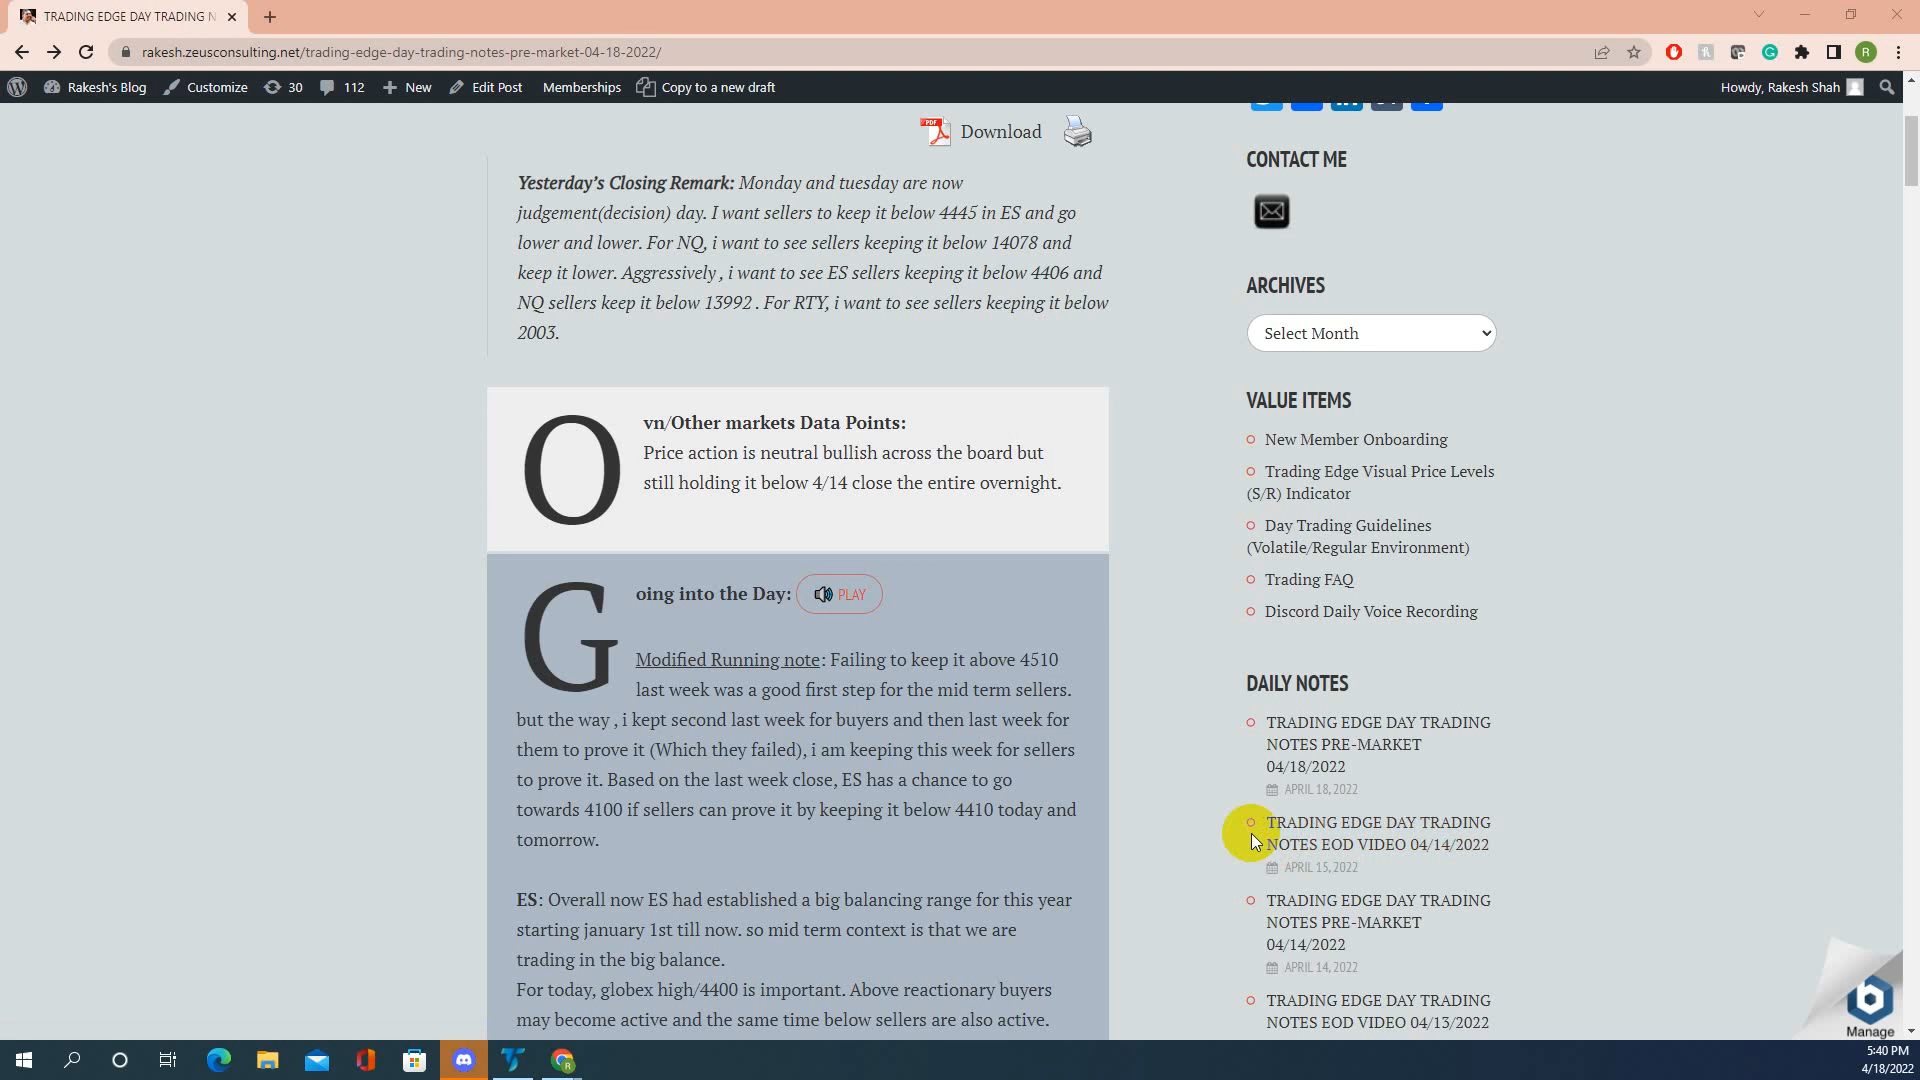 TRADING EDGE DAY TRADING N
rakesh.zeusconsulting.net/trading-edge-day-trading-notes-pre-market-04-18-2022/
R
Rakesh's Blog
Customize
30
112
New
Edit Post
Memberships
Copy to a new draft
Howdy, Rakesh Shah
PDF
Download
Yesterday's Closing Remark: Monday and tuesday are now
judgement(decision) day. I want sellers to keep it below 4445 in ES and go
lower and lower. For NQ, i want to see sellers keeping it below 14078 and
keep it lower. Aggressively , i want to see ES sellers keeping it below 4406 and
NQ sellers keep it below 13992 . For RTY, i want to see sellers keeping it below
2003.
Ovn/Other markets Data Points:
Price action is neutral bullish across the board but
still holding it below 4/14 close the entire overnight.
Going into the Day: PLAY
Modified Running note: Failing to keep it above 4510
last week was a good first step for the mid term sellers.
but the way , i kept second last week for buyers and then last week for
them to prove it (Which they failed), i am keeping this week for sellers
to prove it. Based on the last week close, ES has a chance to go
towards 4100 if sellers can prove it by keeping it below 4410 today and
tomorrow.
ES: Overall now ES had established a big balancing range for this year
starting january 1st till now. so mid term context is that we are
trading in the big balance.
For today, globex high/4400 is important. Above reactionary buyers
may become active and the same time below sellers are also active.
CONTACT ME
ARCHIVES
Select Month
VALUE ITEMS
New Member Onboarding
Trading Edge Visual Price Levels
(S/R) Indicator
Day Trading Guidelines
(Volatile/Regular Environment)
Trading FAQ
Discord Daily Voice Recording
DAILY NOTES
TRADING EDGE DAY TRADING
NOTES PRE-MARKET
04/18/2022
APRIL 18, 2022
TRADING EDGE DAY TRADING
NOTES EOD VIDEO 04/14/2022
APRIL 15, 2022
TRADING EDGE DAY TRADING
NOTES PRE-MARKET
04/14/2022
APRIL 14, 2022
TRADING EDGE DAY TRADING
NOTES EOD VIDEO 04/13/2022
Manage
5:40 PM
4/18/2022